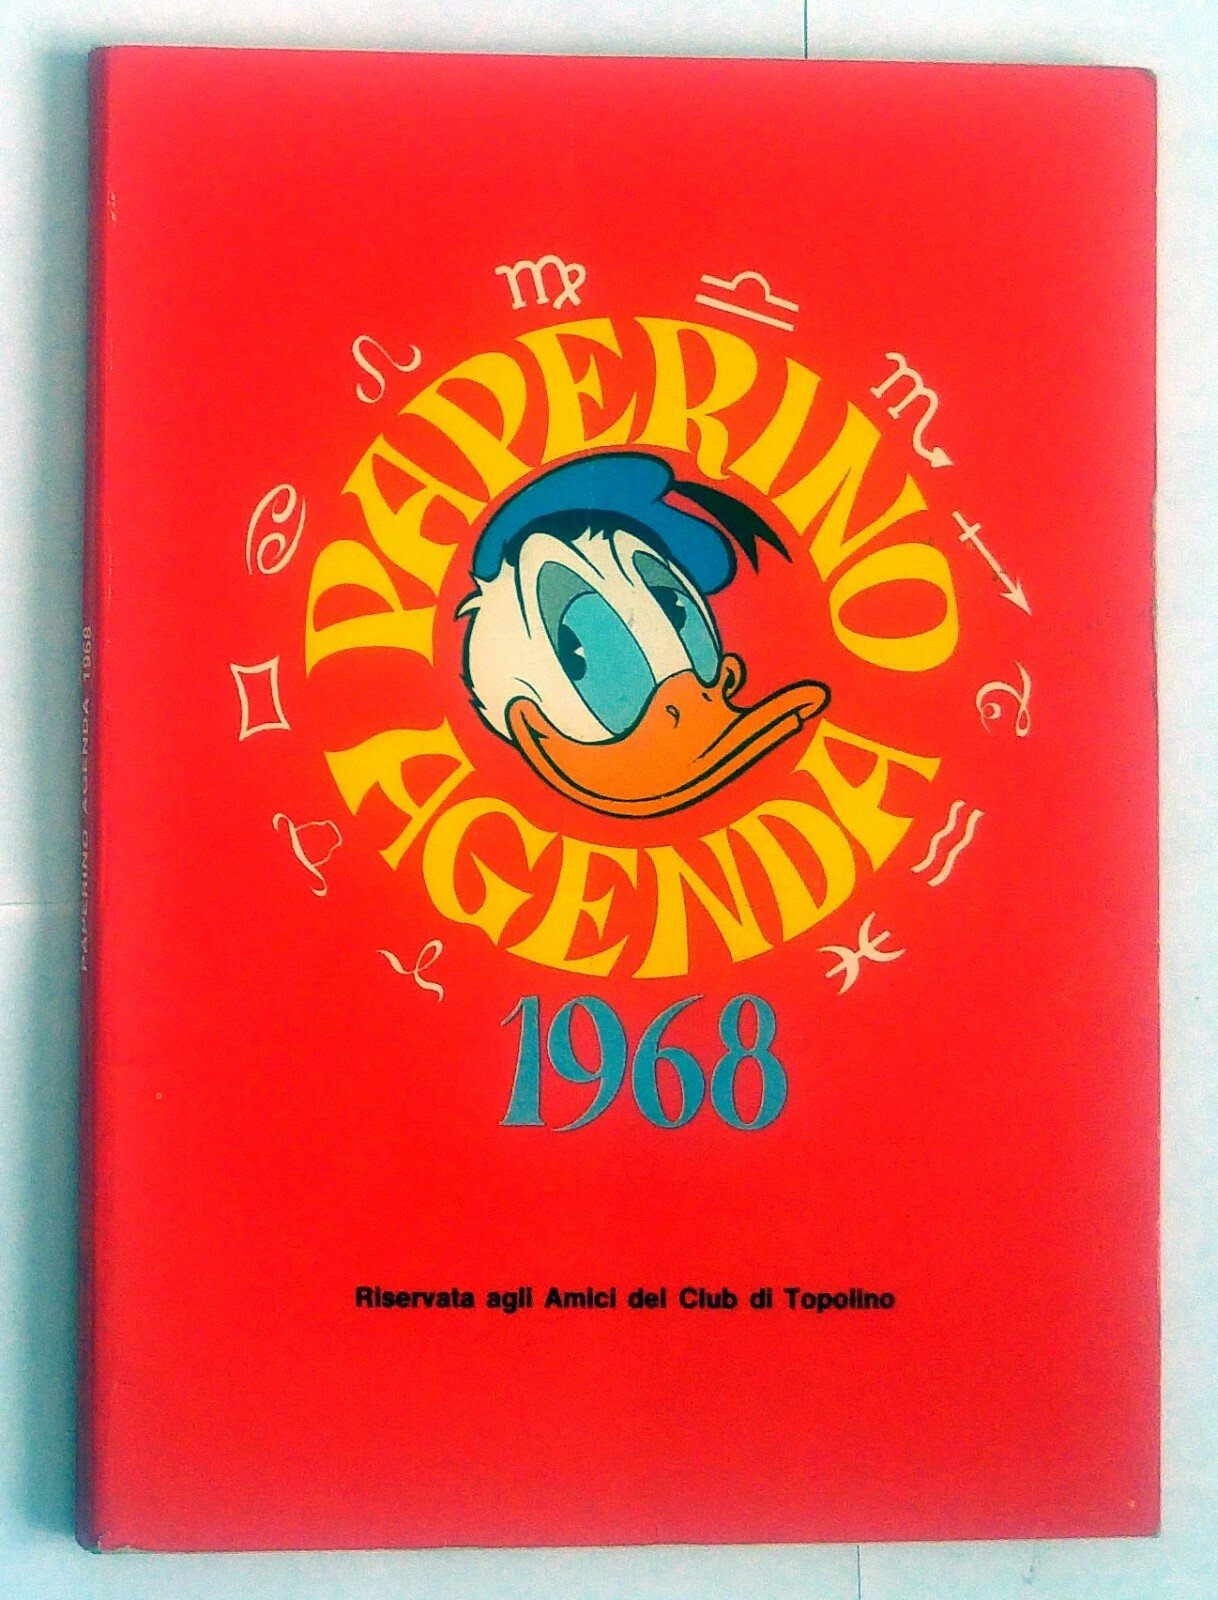 PAPERINO
AGENDA
1968
Riservata agli Amici del Club di Topolino
PAPERINO AGENDA 1968